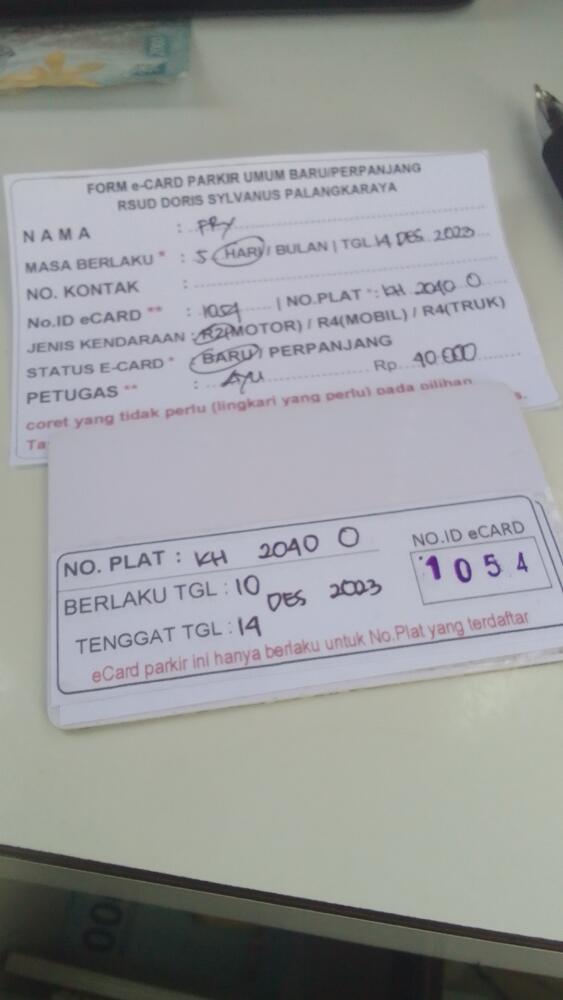 FORM e-CARD PARKIR UMUM BARU/PERPANJANG
RSUD DORIS SYLVANUS PALANGKARAYA
NAMA :
MASA BERLAKU * : 5 HARI / BULAN | TGL 14 DES 2023
NO. KONTAK :
No.ID eCARD ** : 1054 | NO.PLAT *: KH 2040 O
JENIS KENDARAAN : R2(MOTOR) / R4(MOBIL) / R4(TRUK)
STATUS E-CARD * : BARU / PERPANJANG
PETUGAS ** : AYU Rp. 40.000
coret yang tidak perlu (lingkari yang perlu) pada pilihan
NO. PLAT : KH 2040 O
NO.ID eCARD
1054
BERLAKU TGL : 10
DES 2023
TENGGAT TGL : 14
eCard parkir ini hanya berlaku untuk No.Plat yang terdaftar